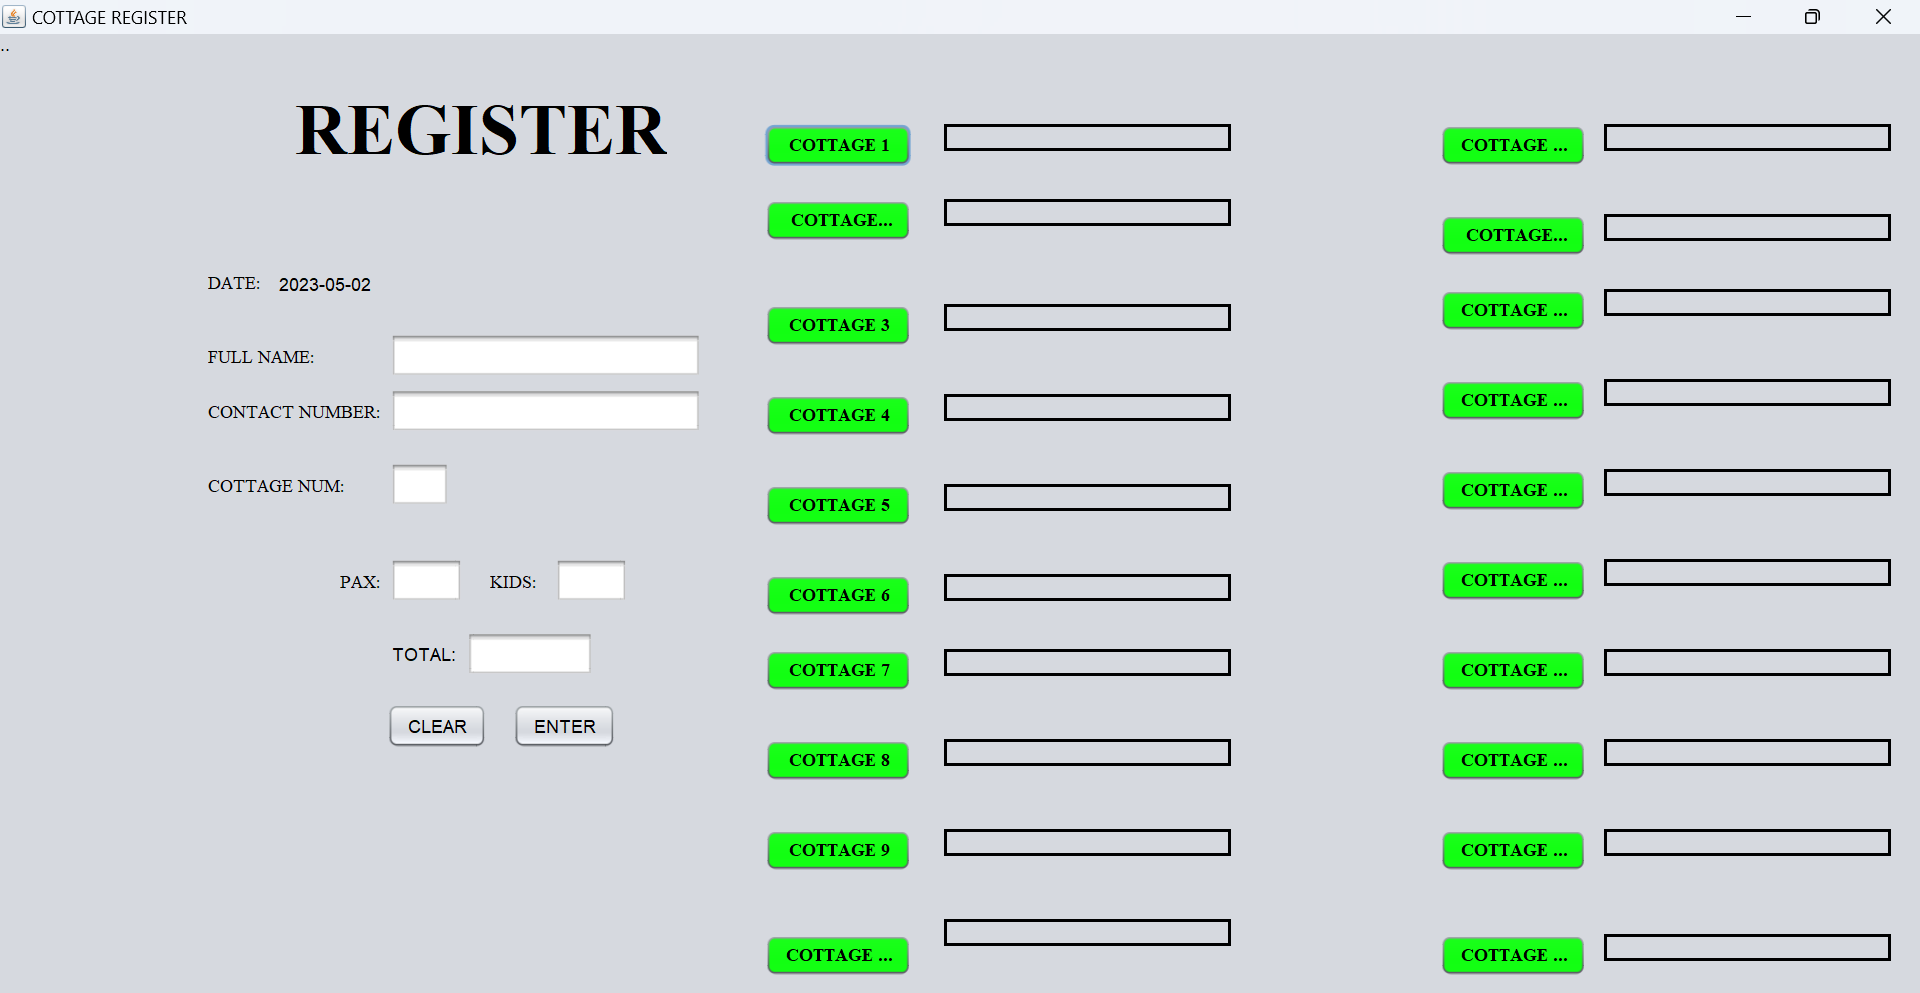 COTTAGE REGISTER
..
REGISTER
DATE: 2023-05-02
FULL NAME:
CONTACT NUMBER:
COTTAGE NUM:
PAX: KIDS:
TOTAL:
CLEAR ENTER
COTTAGE 1
COTTAGE...
COTTAGE 3
COTTAGE 4
COTTAGE 5
COTTAGE 6
COTTAGE 7
COTTAGE 8
COTTAGE 9
COTTAGE ...
COTTAGE ...
COTTAGE...
COTTAGE ...
COTTAGE ...
COTTAGE ...
COTTAGE ...
COTTAGE ...
COTTAGE ...
COTTAGE ...
COTTAGE ...